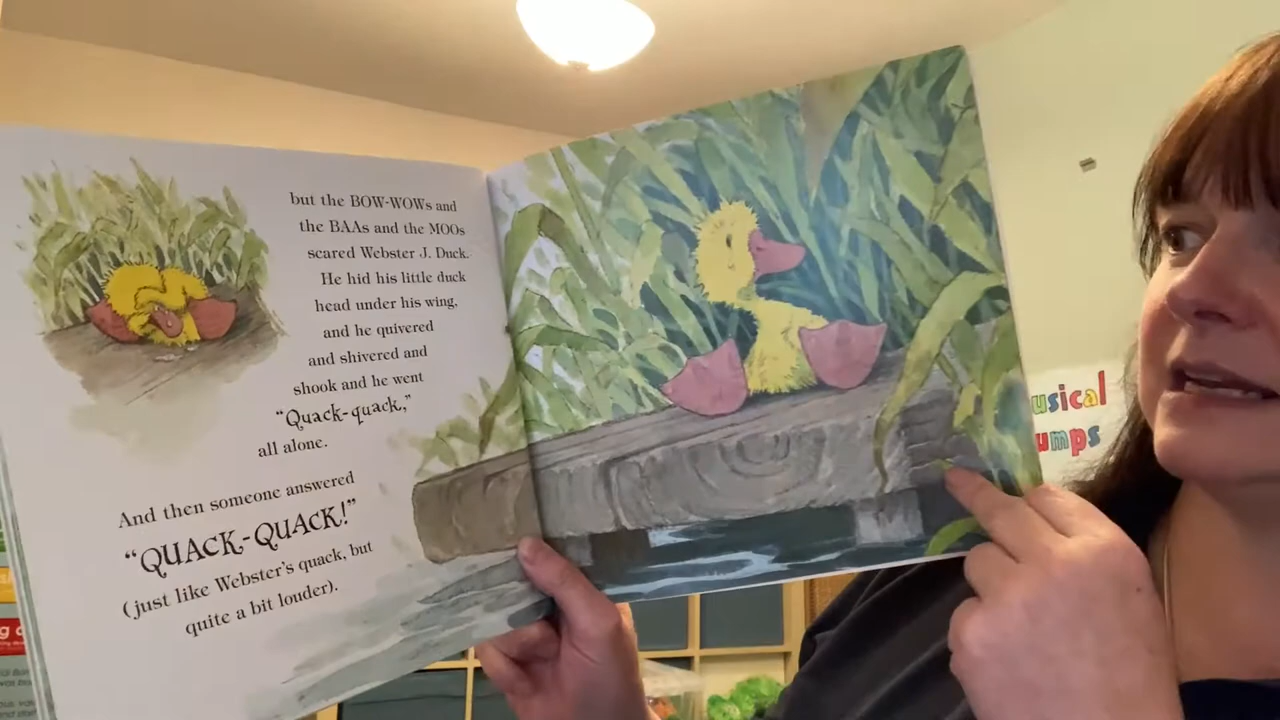 but the BOW-WOWs and
the BAAs and the MOOs
scared Webster J. Duck.
He hid his little duck
head under his wing,
and he quivered
and shivered and
shook and he went
“Quack-quack,”
all alone.
And then someone answered
“QUACK-QUACK!”
(just like Webster's quack, but
quite a bit louder).
usical
umps